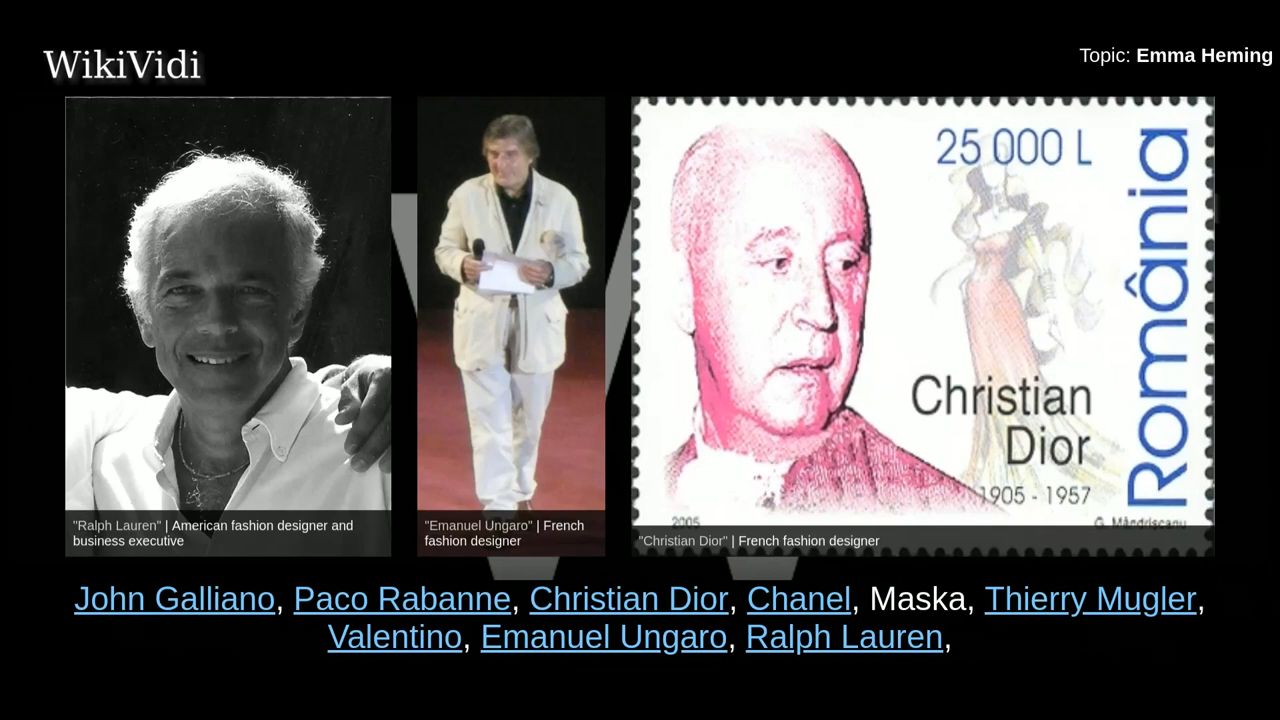 WikiVidi
Topic: Emma Heming
25 000 L
România
Christian
Dior
1905 - 1957
2005
G. Mândrișcanu
"Ralph Lauren" | American fashion designer and
business executive
"Emanuel Ungaro" | French
fashion designer
"Christian Dior" | French fashion designer
John Galliano, Paco Rabanne, Christian Dior, Chanel, Maska, Thierry Mugler,
Valentino, Emanuel Ungaro, Ralph Lauren,